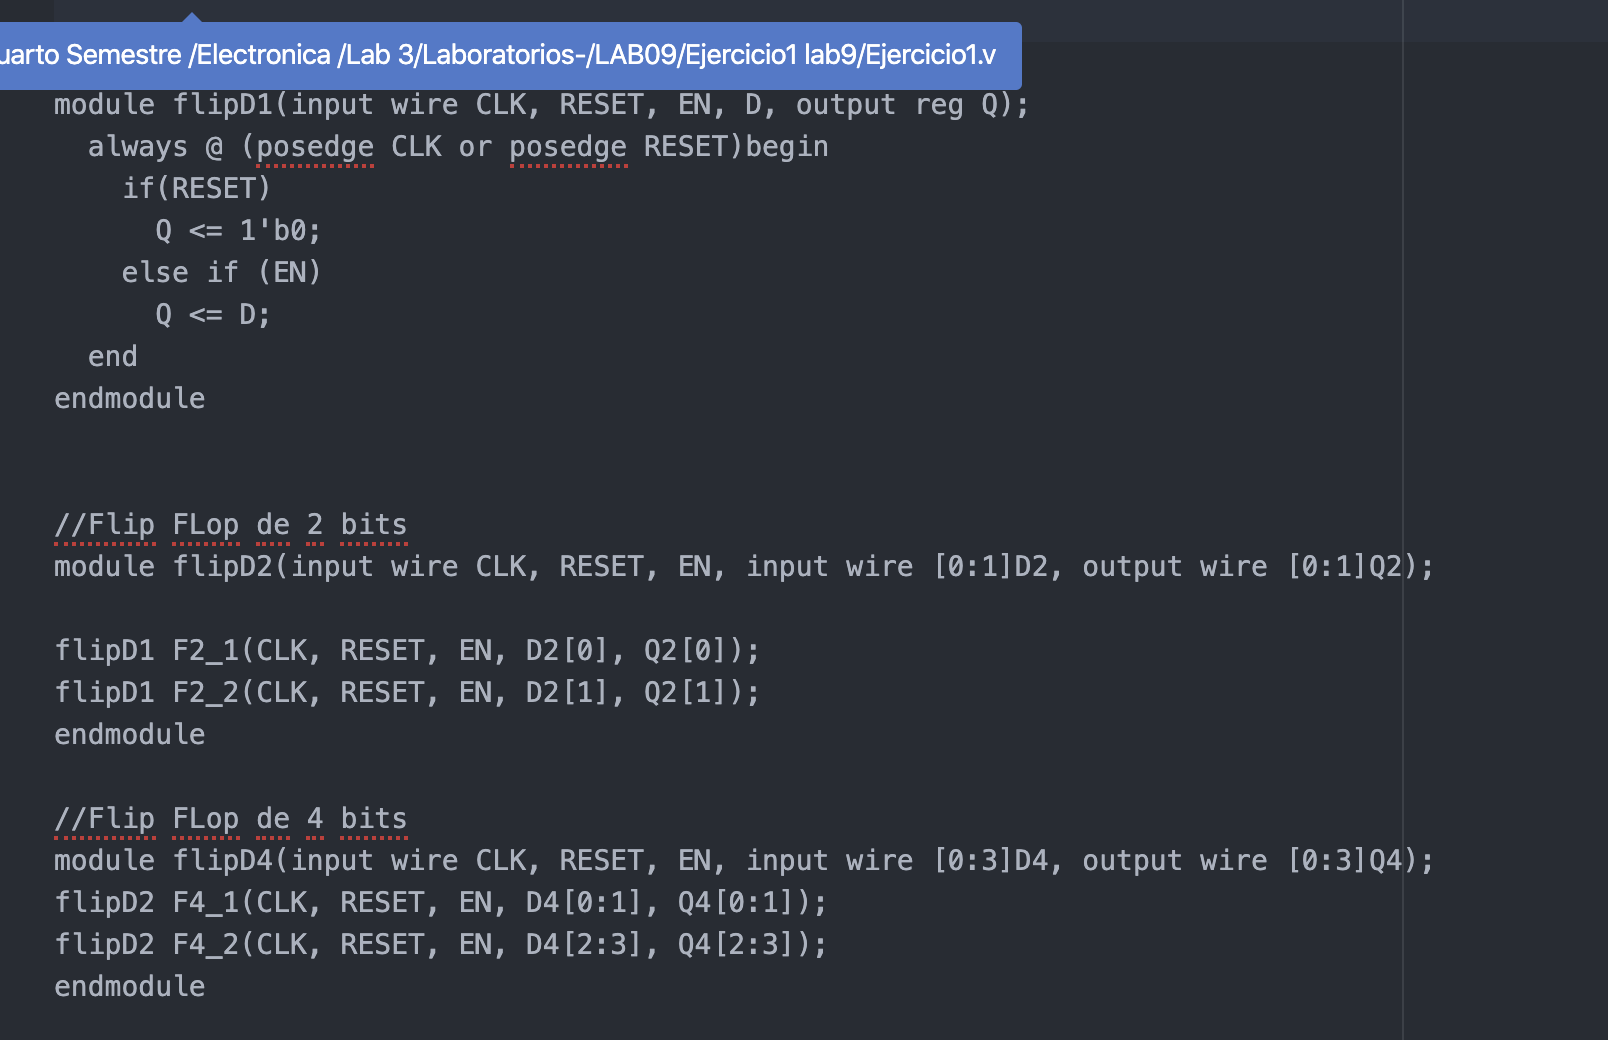 Semestre /Electronica /Lab 3/Laboratorios-/LAB09/Ejercicio1 lab9/Ejercicio1.v
module flipD1(input wire CLK, RESET, EN, D, output reg Q);
always @ (posedge CLK or posedge RESET)begin
if(RESET)
Q <= 1'b0;
else if (EN)
Q <= D;
end
endmodule
//Flip FLop de 2 bits
module flipD2(input wire CLK, RESET, EN, input wire [0:1]D2, output wire [0:1]Q2);
flipD1 F2_1(CLK, RESET, EN, D2[0], Q2[0]);
flipD1 F2_2(CLK, RESET, EN, D2[1], Q2[1]);
endmodule
//Flip FLop de 4 bits
module flipD4(input wire CLK, RESET, EN, input wire [0:3]D4, output wire [0:3]Q4);
flipD2 F4_1(CLK, RESET, EN, D4[0:1], Q4[0:1]);
flipD2 F4_2(CLK, RESET, EN, D4[2:3], Q4[2:3]);
endmodule